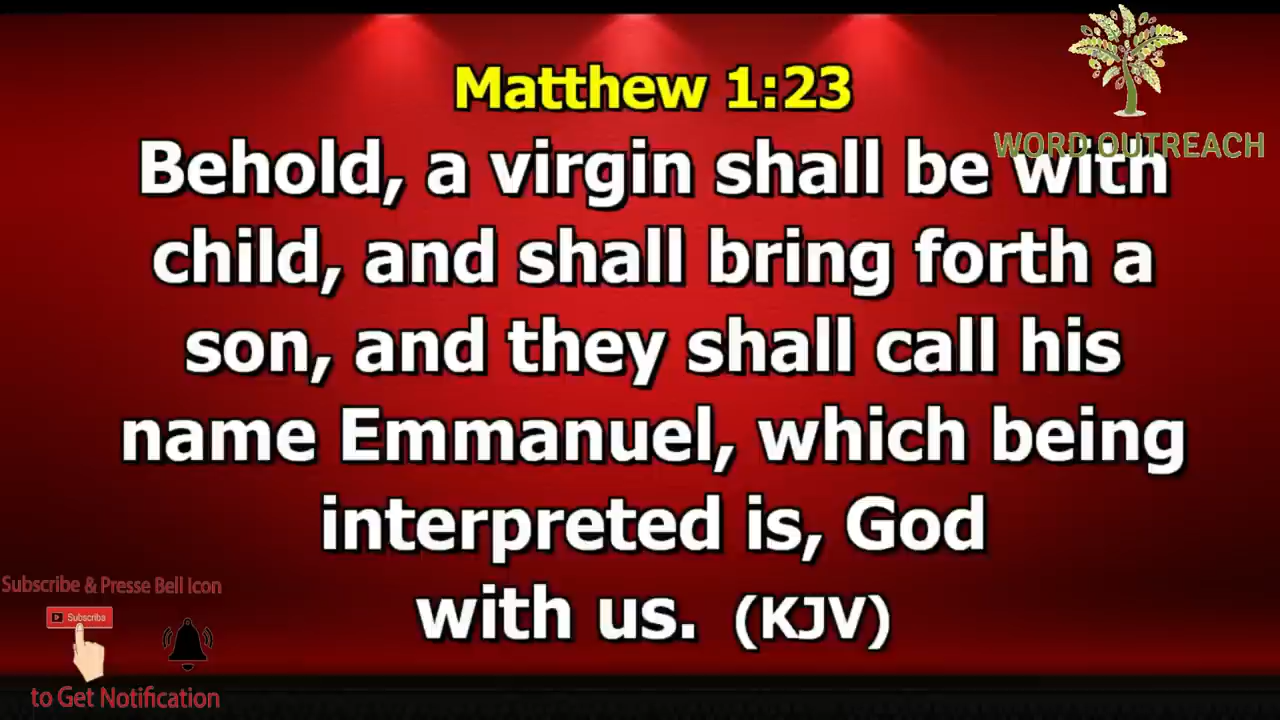 Matthew 1:23
WORD OUTREACH
Behold, a virgin shall be with
child, and shall bring forth a
son, and they shall call his
name Emmanuel, which being
interpreted is, God
with us. (KJV)
Subscribe & Presse Bell Icon
Subscribe
to Get Notification